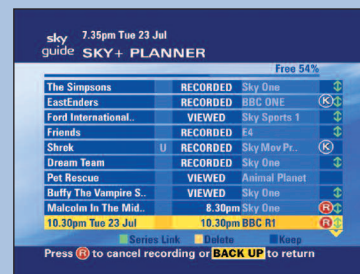 sky guide 7.35pm Tue 23 Jul
SKY+ PLANNER
Free 54%
The Simpsons RECORDED Sky One
EastEnders RECORDED BBC ONE K
Ford International.. VIEWED Sky Sports 1
Friends RECORDED E4
Shrek U RECORDED Sky Mov Pr.. K
Dream Team RECORDED Sky One
Pet Rescue VIEWED Animal Planet
Buffy The Vampire S.. VIEWED Sky One
Malcolm In The Mid.. 8.30pm Sky One R
10.30pm Tue 23 Jul 10.30pm BBC R1 R
Series Link Delete Keep
Press R to cancel recording or BACK UP to return